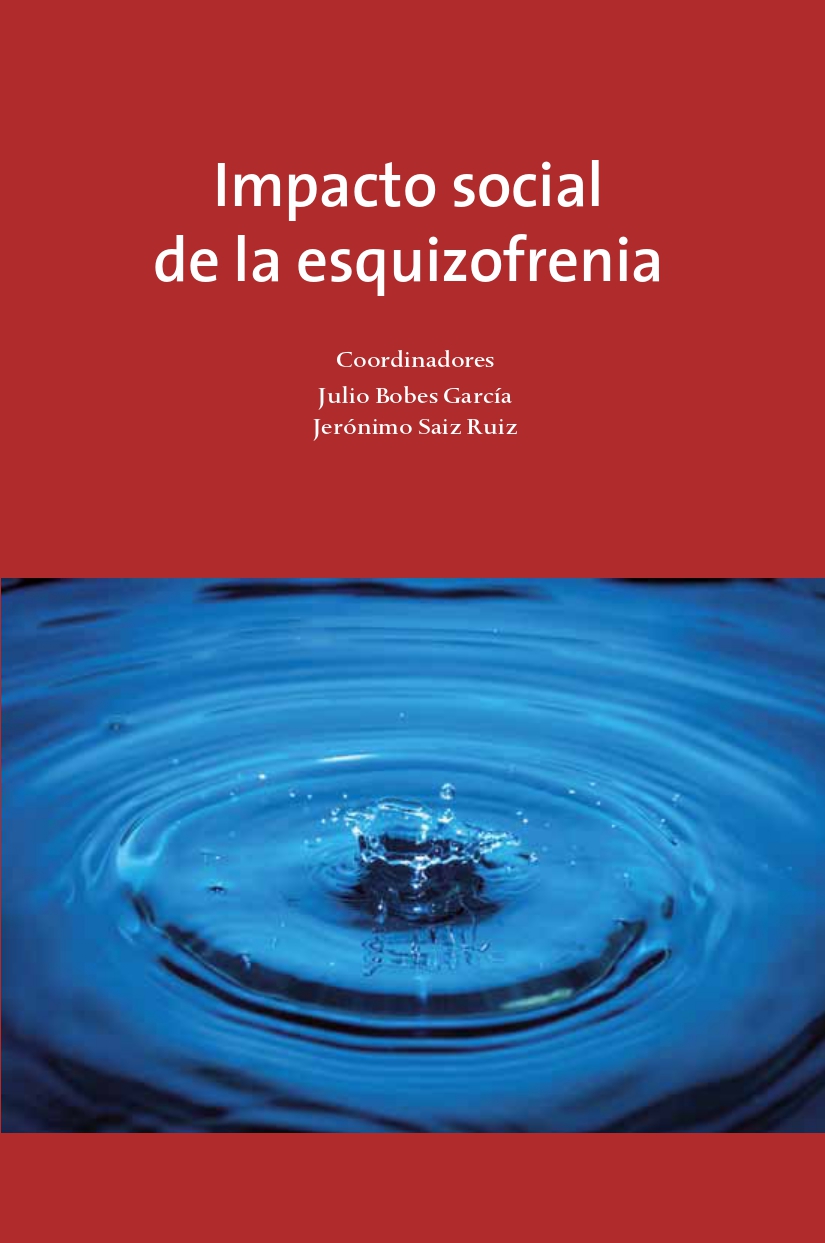 Impacto social
de la esquizofrenia
Coordinadores
Julio Bobes García
Jerónimo Saiz Ruiz